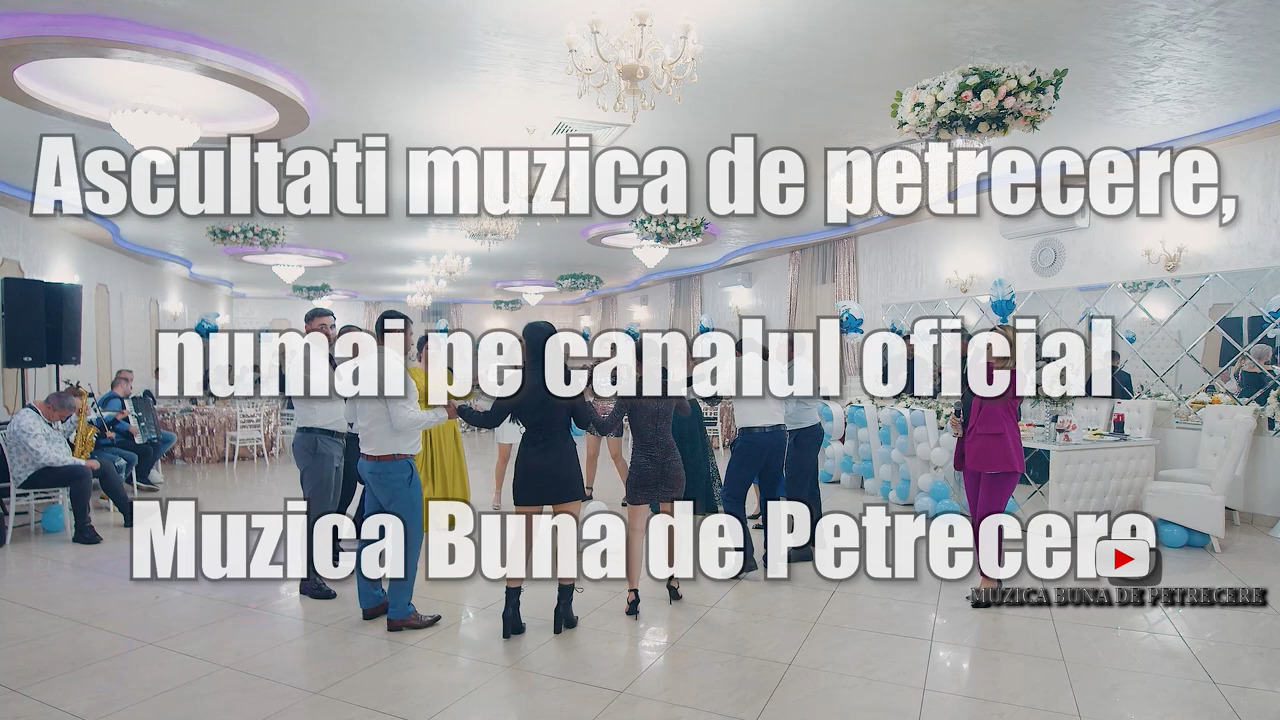 Ascultati muzica de petrecere,
numai pe canalul oficial
Muzica Buna de Petrecere
MUZICA BUNA DE PETRECERE